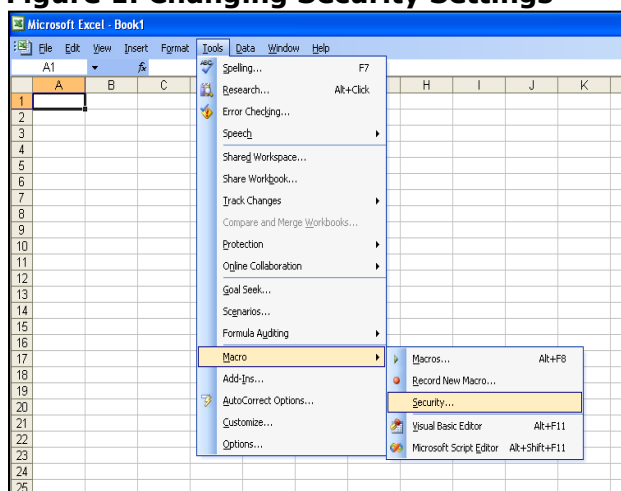 Figure 1. Changing Security Settings
Microsoft Excel - Book1
File Edit View Insert Format Tools Data Window Help
A1 fx
A B C H I J K
1
2
3
4
5
6
7
8
9
10
11
12
13
14
15
16
17
18
19
20
21
22
23
24
25
ABC Spelling... F7
Research... Alt+Click
Error Checking...
Speech
Shared Workspace...
Share Workbook...
Track Changes
Compare and Merge Workbooks...
Protection
Online Collaboration
Goal Seek...
Scenarios...
Formula Auditing
Macro
Add-Ins...
AutoCorrect Options...
Customize...
Options...
Macros... Alt+F8
Record New Macro...
Security...
Visual Basic Editor Alt+F11
Microsoft Script Editor Alt+Shift+F11